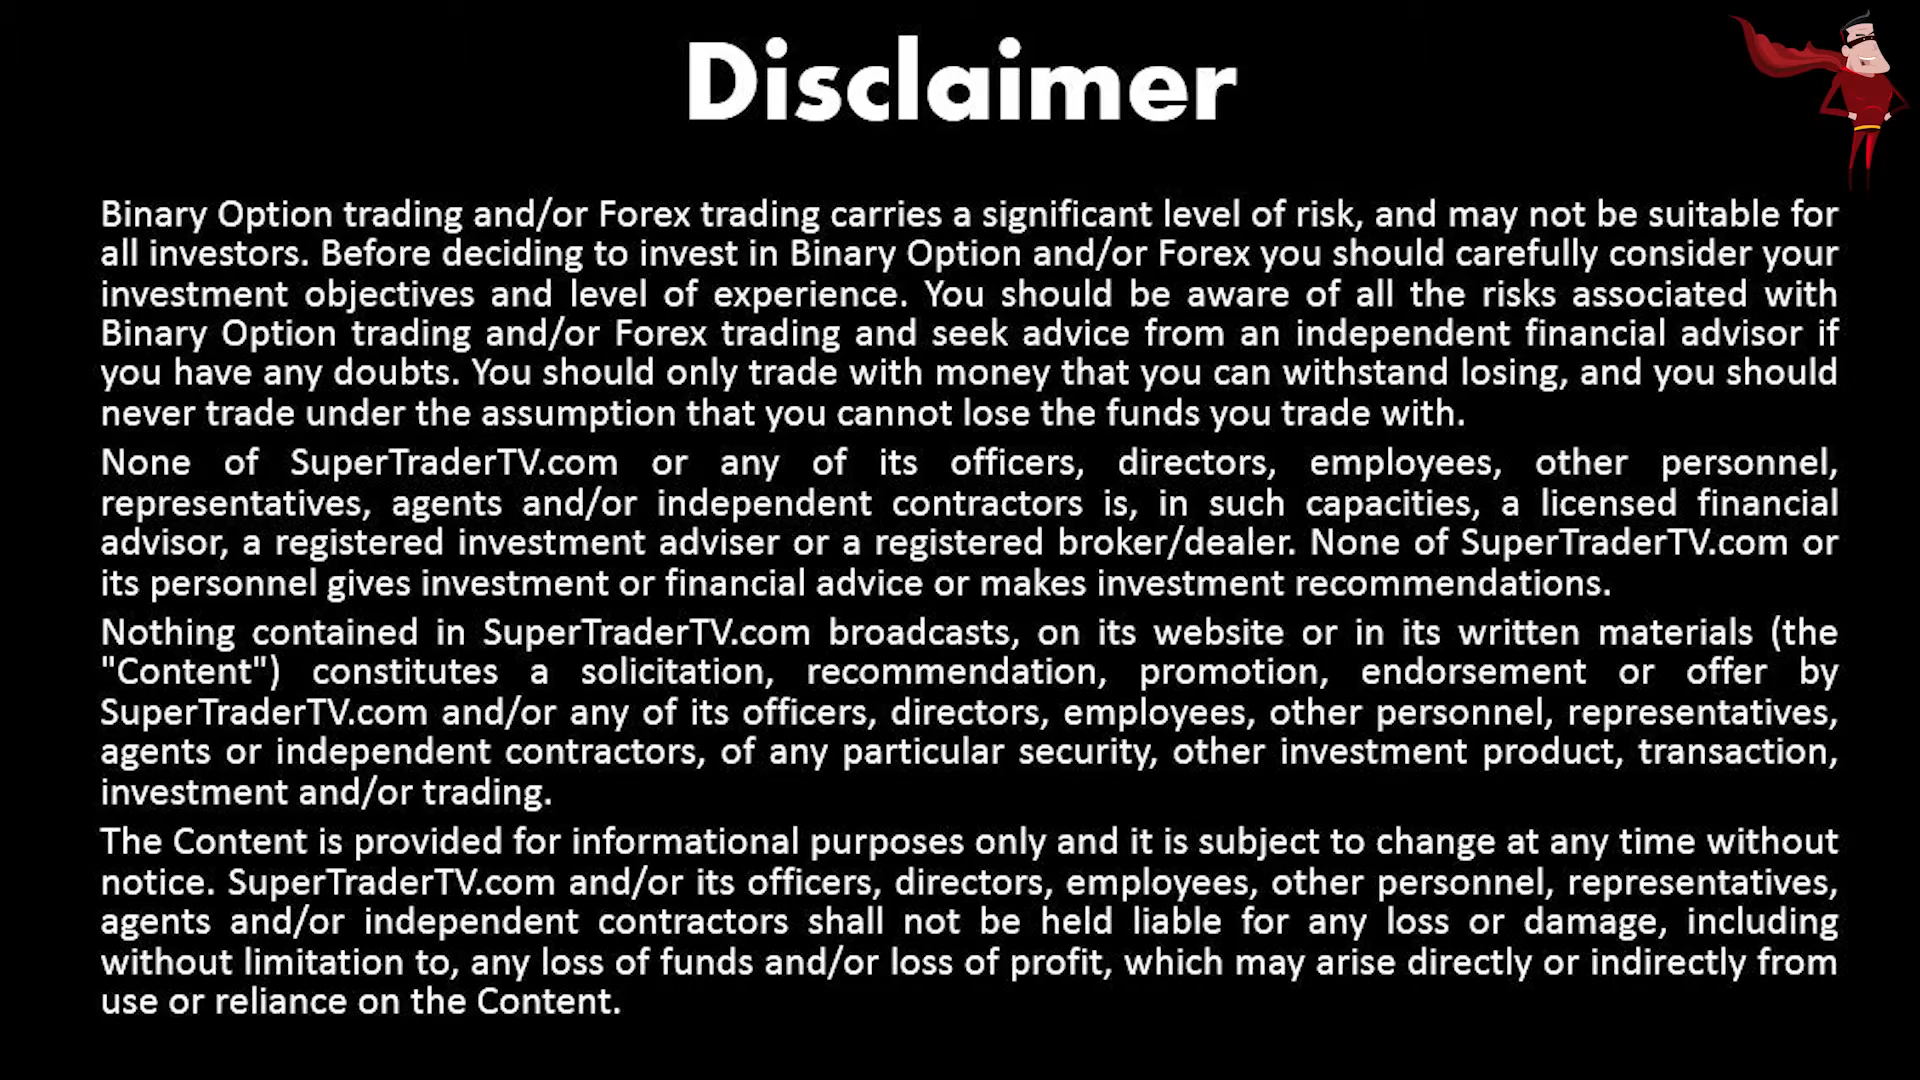 Disclaimer
Binary Option trading and/or Forex trading carries a significant level of risk, and may not be suitable for
all investors. Before deciding to invest in Binary Option and/or Forex you should carefully consider your
investment objectives and level of experience. You should be aware of all the risks associated with
Binary Option trading and/or Forex trading and seek advice from an independent financial advisor if
you have any doubts. You should only trade with money that you can withstand losing, and you should
never trade under the assumption that you cannot lose the funds you trade with.
None of SuperTraderTV.com or any of its officers, directors, employees, other personnel,
representatives, agents and/or independent contractors is, in such capacities, a licensed financial
advisor, a registered investment adviser or a registered broker/dealer. None of SuperTraderTV.com or
its personnel gives investment or financial advice or makes investment recommendations.
Nothing contained in SuperTraderTV.com broadcasts, on its website or in its written materials (the
"Content") constitutes a solicitation, recommendation, promotion, endorsement or offer by
SuperTraderTV.com and/or any of its officers, directors, employees, other personnel, representatives,
agents or independent contractors, of any particular security, other investment product, transaction,
investment and/or trading.
The Content is provided for informational purposes only and it is subject to change at any time without
notice. SuperTraderTV.com and/or its officers, directors, employees, other personnel, representatives,
agents and/or independent contractors shall not be held liable for any loss or damage, including
without limitation to, any loss of funds and/or loss of profit, which may arise directly or indirectly from
use or reliance on the Content.